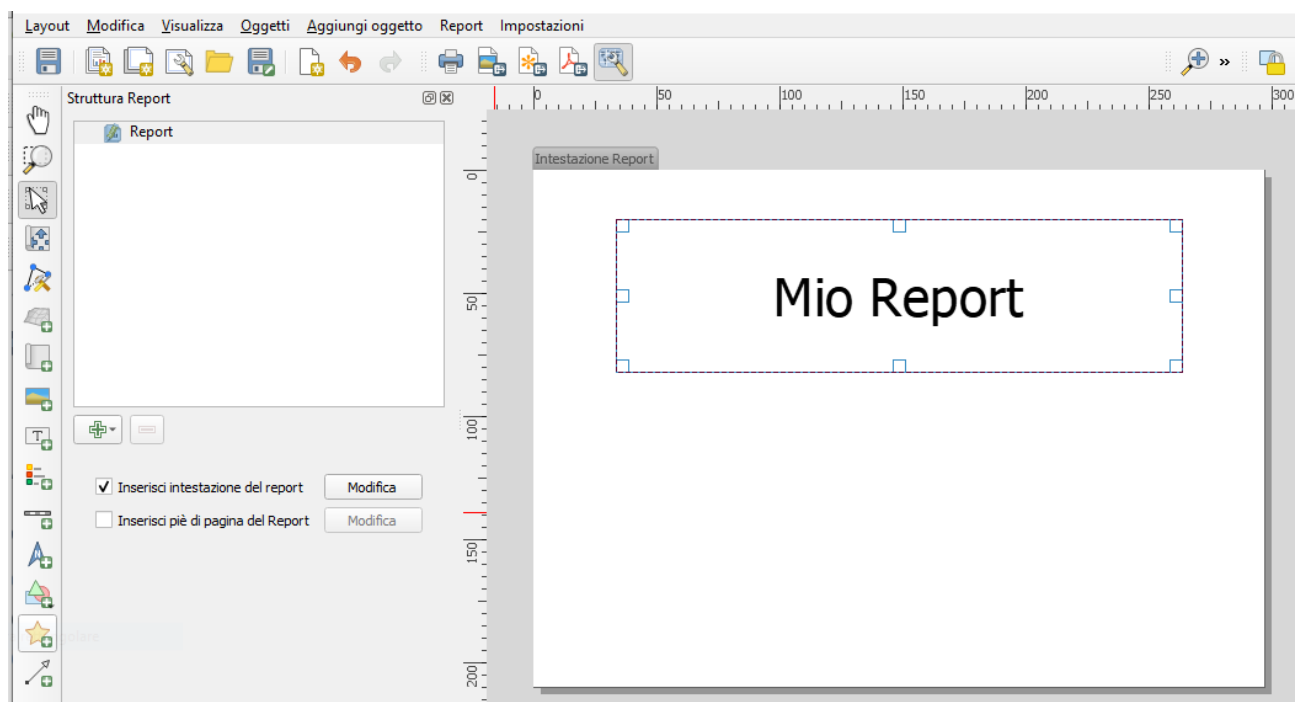 Layout Modifica Visualizza Oggetti Aggiungi oggetto Report Impostazioni
»
Struttura Report
Report
Inserisci intestazione del report Modifica
Inserisci piè di pagina del Report Modifica
0 50 100 150 200 250 300
0
50
100
150
200
Intestazione Report
Mio Report